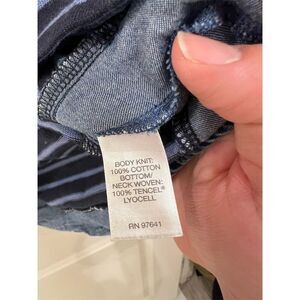 BODY KNIT:
100% COTTON
BOTTOM/
NECK WOVEN:
100% TENCEL®
LYOCELL
RN 97641